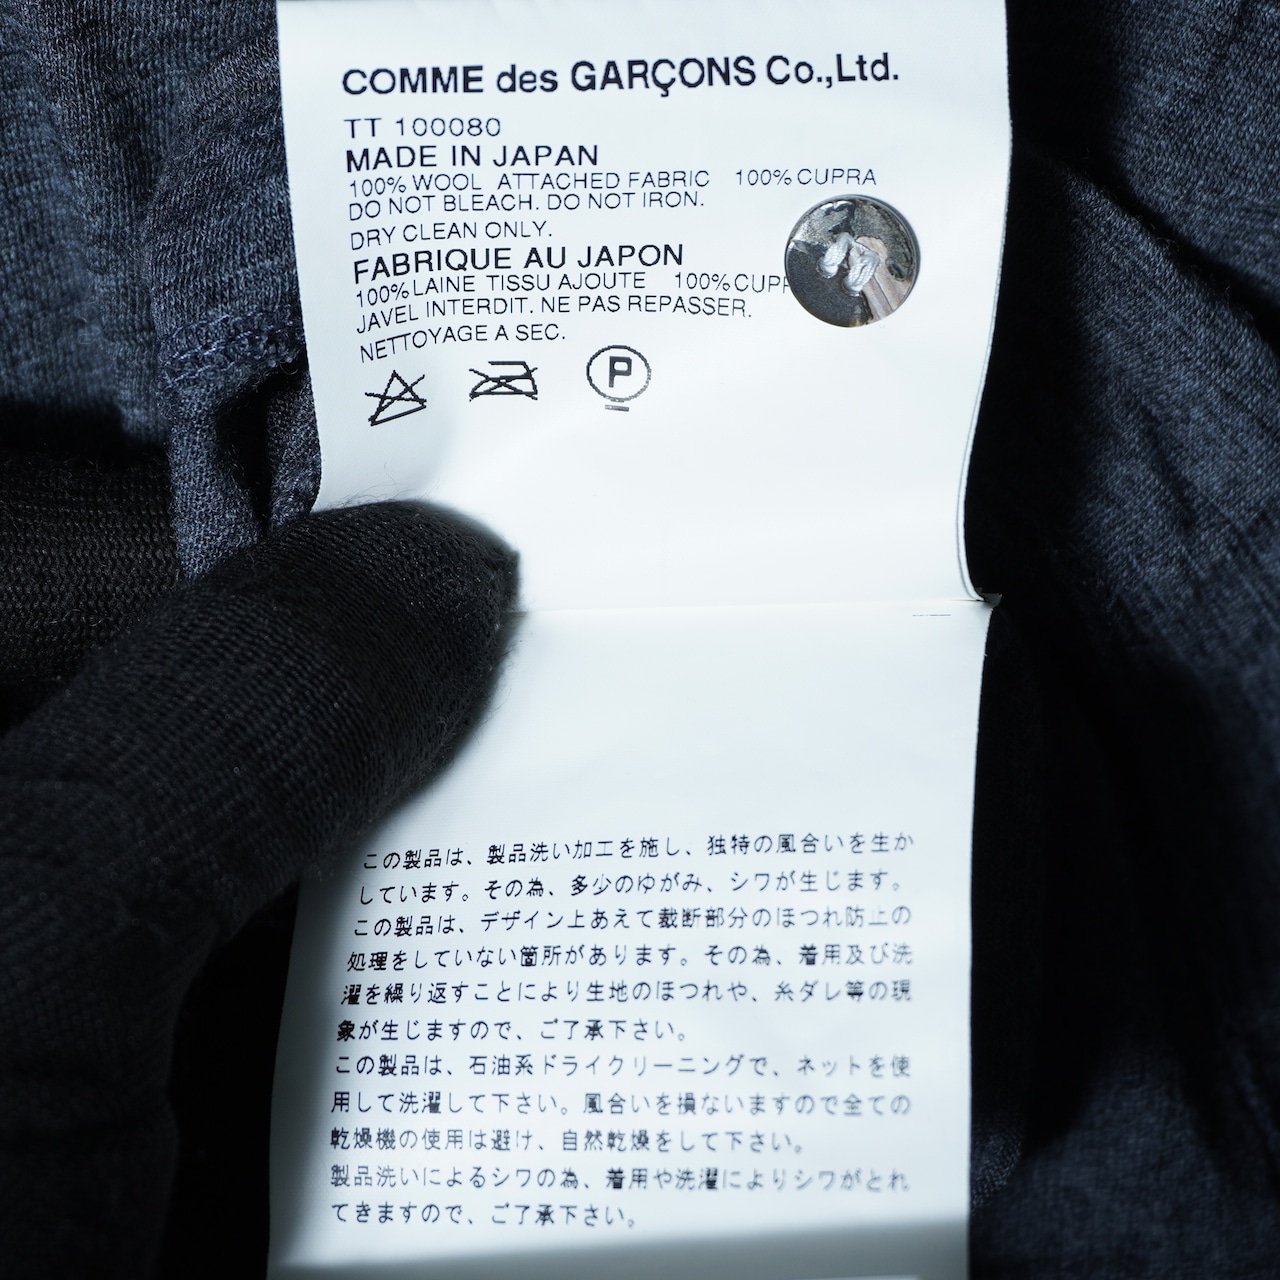 COMME des GARÇONS Co.,Ltd.
TT 100080
MADE IN JAPAN
100% WOOL ATTACHED FABRIC 100% CUPRA
DO NOT BLEACH. DO NOT IRON.
DRY CLEAN ONLY.
FABRIQUE AU JAPON
100% LAINE TISSU AJOUTE 100%
JAVEL INTERDIT. NE PAS REPASSER.
NETTOYAGE A SEC.
P
この製品は、製品洗い加工を施し、独特の風合いを生か
しています。その為、多少のゆがみ、シワが生じます。
この製品は、デザイン上あえて裁断部分のほつれ防止の
処理をしていない箇所があります。その為、着用及び洗
濯を繰り返すことにより生地のほつれや、糸ダレ等の現
象が生じますので、ご了承下さい。
この製品は、石油系ドライクリーニングで、ネットを使
用して洗濯して下さい。風合いを損ないますので全ての
乾燥機の使用は避け、自然乾燥をして下さい。
製品洗いによるシワの為、着用や洗濯によりシワがとれ
てきますので、ご了承下さい。